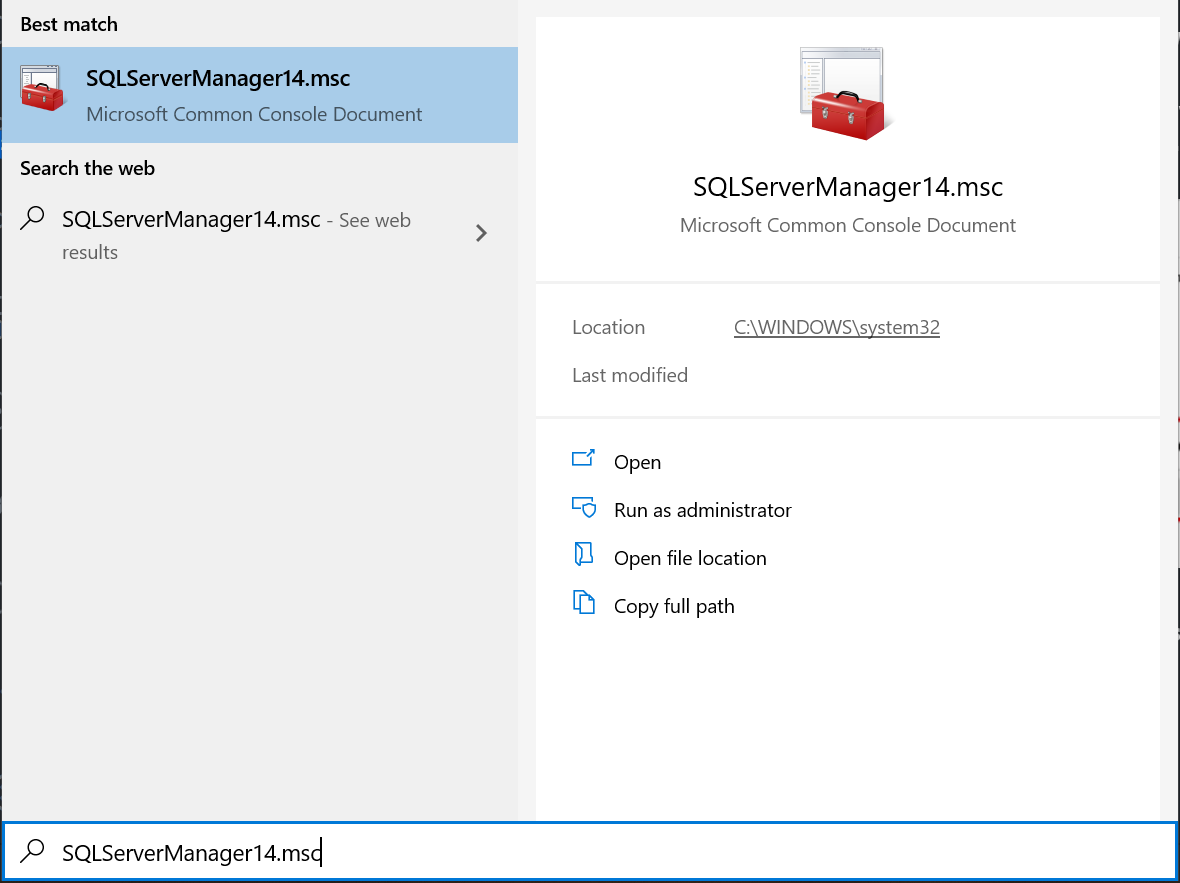 Best match
SQLServerManager14.msc
Microsoft Common Console Document
Search the web
SQLServerManager14.msc - See web
results
SQLServerManager14.msc
Microsoft Common Console Document
Location C:\WINDOWS\system32
Last modified
Open
Run as administrator
Open file location
Copy full path
SQLServerManager14.msc